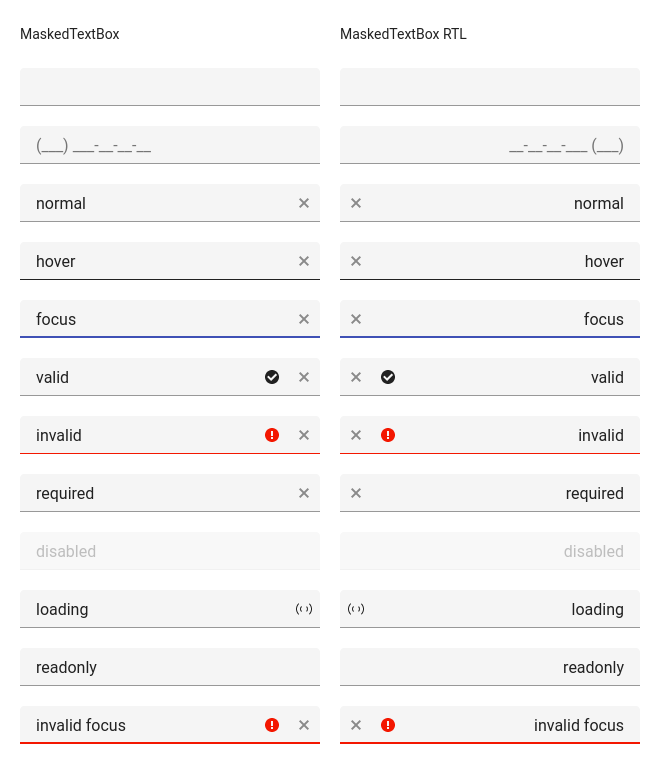 MaskedTextBox
MaskedTextBox RTL
(___) ___-__-__-__
__-__-__-___ (___)
normal
normal
hover
hover
focus
focus
valid
valid
invalid
invalid
required
required
disabled
disabled
loading
loading
readonly
readonly
invalid focus
invalid focus